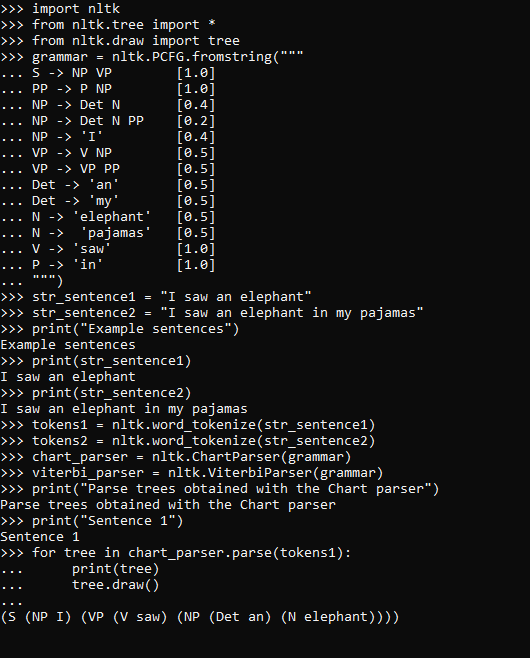 >>> import nltk
>>> from nltk.tree import *
>>> from nltk.draw import tree
>>> grammar = nltk.PCFG.fromstring("""
... S -> NP VP        [1.0]
... PP -> P NP        [1.0]
... NP -> Det N       [0.4]
... NP -> Det N PP    [0.2]
... NP -> 'I'         [0.4]
... VP -> V NP        [0.5]
... VP -> VP PP       [0.5]
... Det -> 'an'       [0.5]
... Det -> 'my'       [0.5]
... N -> 'elephant'   [0.5]
... N ->  'pajamas'   [0.5]
... V -> 'saw'        [1.0]
... P -> 'in'         [1.0]
... """)
>>> str_sentence1 = "I saw an elephant"
>>> str_sentence2 = "I saw an elephant in my pajamas"
>>> print("Example sentences")
Example sentences
>>> print(str_sentence1)
I saw an elephant
>>> print(str_sentence2)
I saw an elephant in my pajamas
>>> tokens1 = nltk.word_tokenize(str_sentence1)
>>> tokens2 = nltk.word_tokenize(str_sentence2)
>>> chart_parser = nltk.ChartParser(grammar)
>>> viterbi_parser = nltk.ViterbiParser(grammar)
>>> print("Parse trees obtained with the Chart parser")
Parse trees obtained with the Chart parser
>>> print("Sentence 1")
Sentence 1
>>> for tree in chart_parser.parse(tokens1):
...      print(tree)
...      tree.draw()
...
(S (NP I) (VP (V saw) (NP (Det an) (N elephant))))